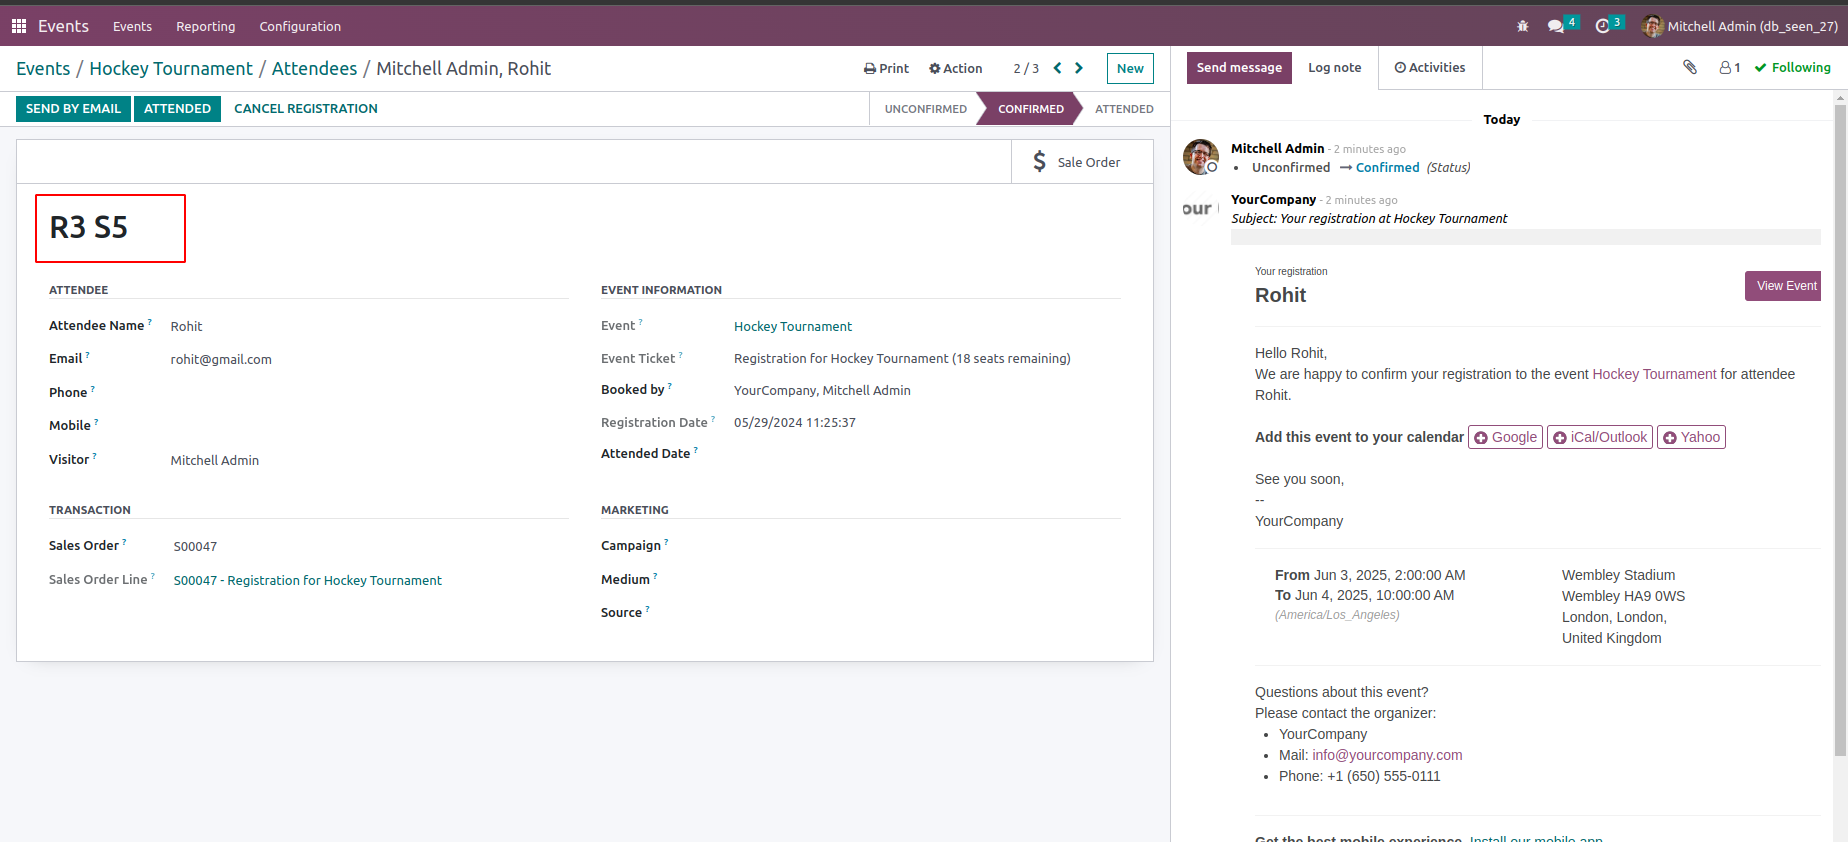 Events Events Reporting Configuration 4 3 Mitchell Admin (db_seen_27)
Events / Hockey Tournament / Attendees / Mitchell Admin, Rohit Print Action 2 / 3 New
SEND BY EMAIL ATTENDED CANCEL REGISTRATION UNCONFIRMED CONFIRMED ATTENDED
$ Sale Order
R3 S5
ATTENDEE
Attendee Name ? Rohit
Email ? rohit@gmail.com
Phone ?
Mobile ?
Visitor ? Mitchell Admin
EVENT INFORMATION
Event ? Hockey Tournament
Event Ticket ? Registration for Hockey Tournament (18 seats remaining)
Booked by ? YourCompany, Mitchell Admin
Registration Date ? 05/29/2024 11:25:37
Attended Date ?
TRANSACTION
Sales Order ? S00047
Sales Order Line ? S00047 - Registration for Hockey Tournament
MARKETING
Campaign ?
Medium ?
Source ?
Send message Log note Activities 1 Following
Today
Mitchell Admin - 2 minutes ago
• Unconfirmed → Confirmed (Status)
our
YourCompany - 2 minutes ago
Subject: Your registration at Hockey Tournament
Your registration
Rohit
View Event
Hello Rohit,
We are happy to confirm your registration to the event Hockey Tournament for attendee
Rohit.
Add this event to your calendar Google iCal/Outlook Yahoo
See you soon,
--
YourCompany
From Jun 3, 2025, 2:00:00 AM
To Jun 4, 2025, 10:00:00 AM
(America/Los_Angeles)
Wembley Stadium
Wembley HA9 0WS
London, London,
United Kingdom
Questions about this event?
Please contact the organizer:
• YourCompany
• Mail: info@yourcompany.com
• Phone: +1 (650) 555-0111
Get the best mobile experience. Install our mobile app